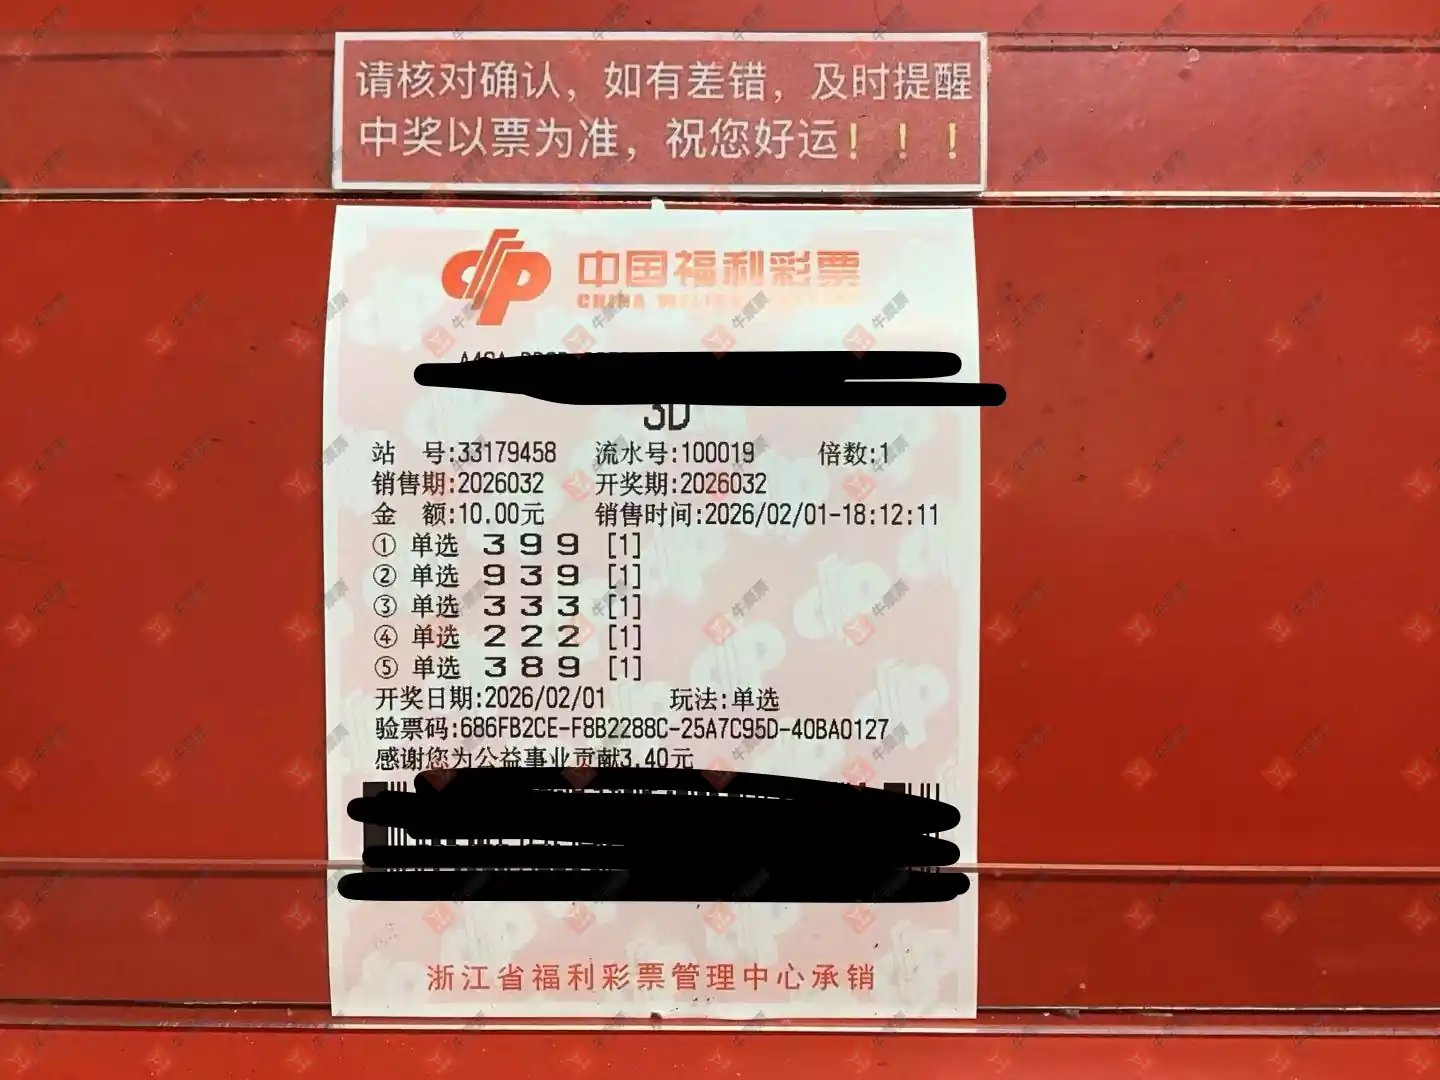 请核对确认，如有差错，及时提醒
中奖以票为准，祝您好运！！！
中国福利彩票
CHINA
3D
站 号:33179458 流水号:100019 倍数:1
销售期:2026032 开奖期:2026032
金 额:10.00元 销售时间:2026/02/01-18:12:11
① 单选 3 9 9 [1]
② 单选 9 3 9 [1]
③ 单选 3 3 3 [1]
④ 单选 2 2 2 [1]
⑤ 单选 3 8 9 [1]
开奖日期:2026/02/01 玩法:单选
验票码:686FB2CE-F8B2288C-25A7C95D-40BA0127
感谢您为公益事业贡献3.40元
浙江省福利彩票管理中心承销
牛票票